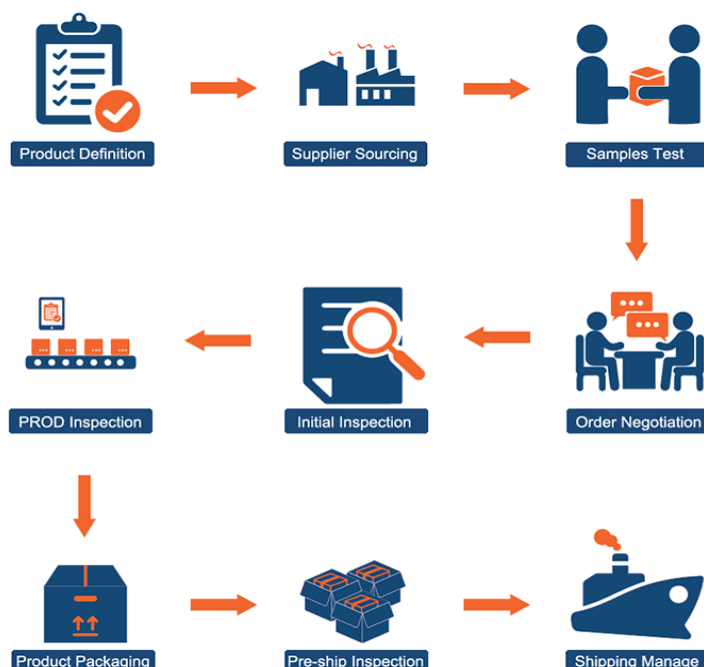 Product Definition
Supplier Sourcing
Samples Test
Order Negotiation
Initial Inspection
PROD Inspection
Product Packaging
Pre-ship Inspection
Shipping Manage